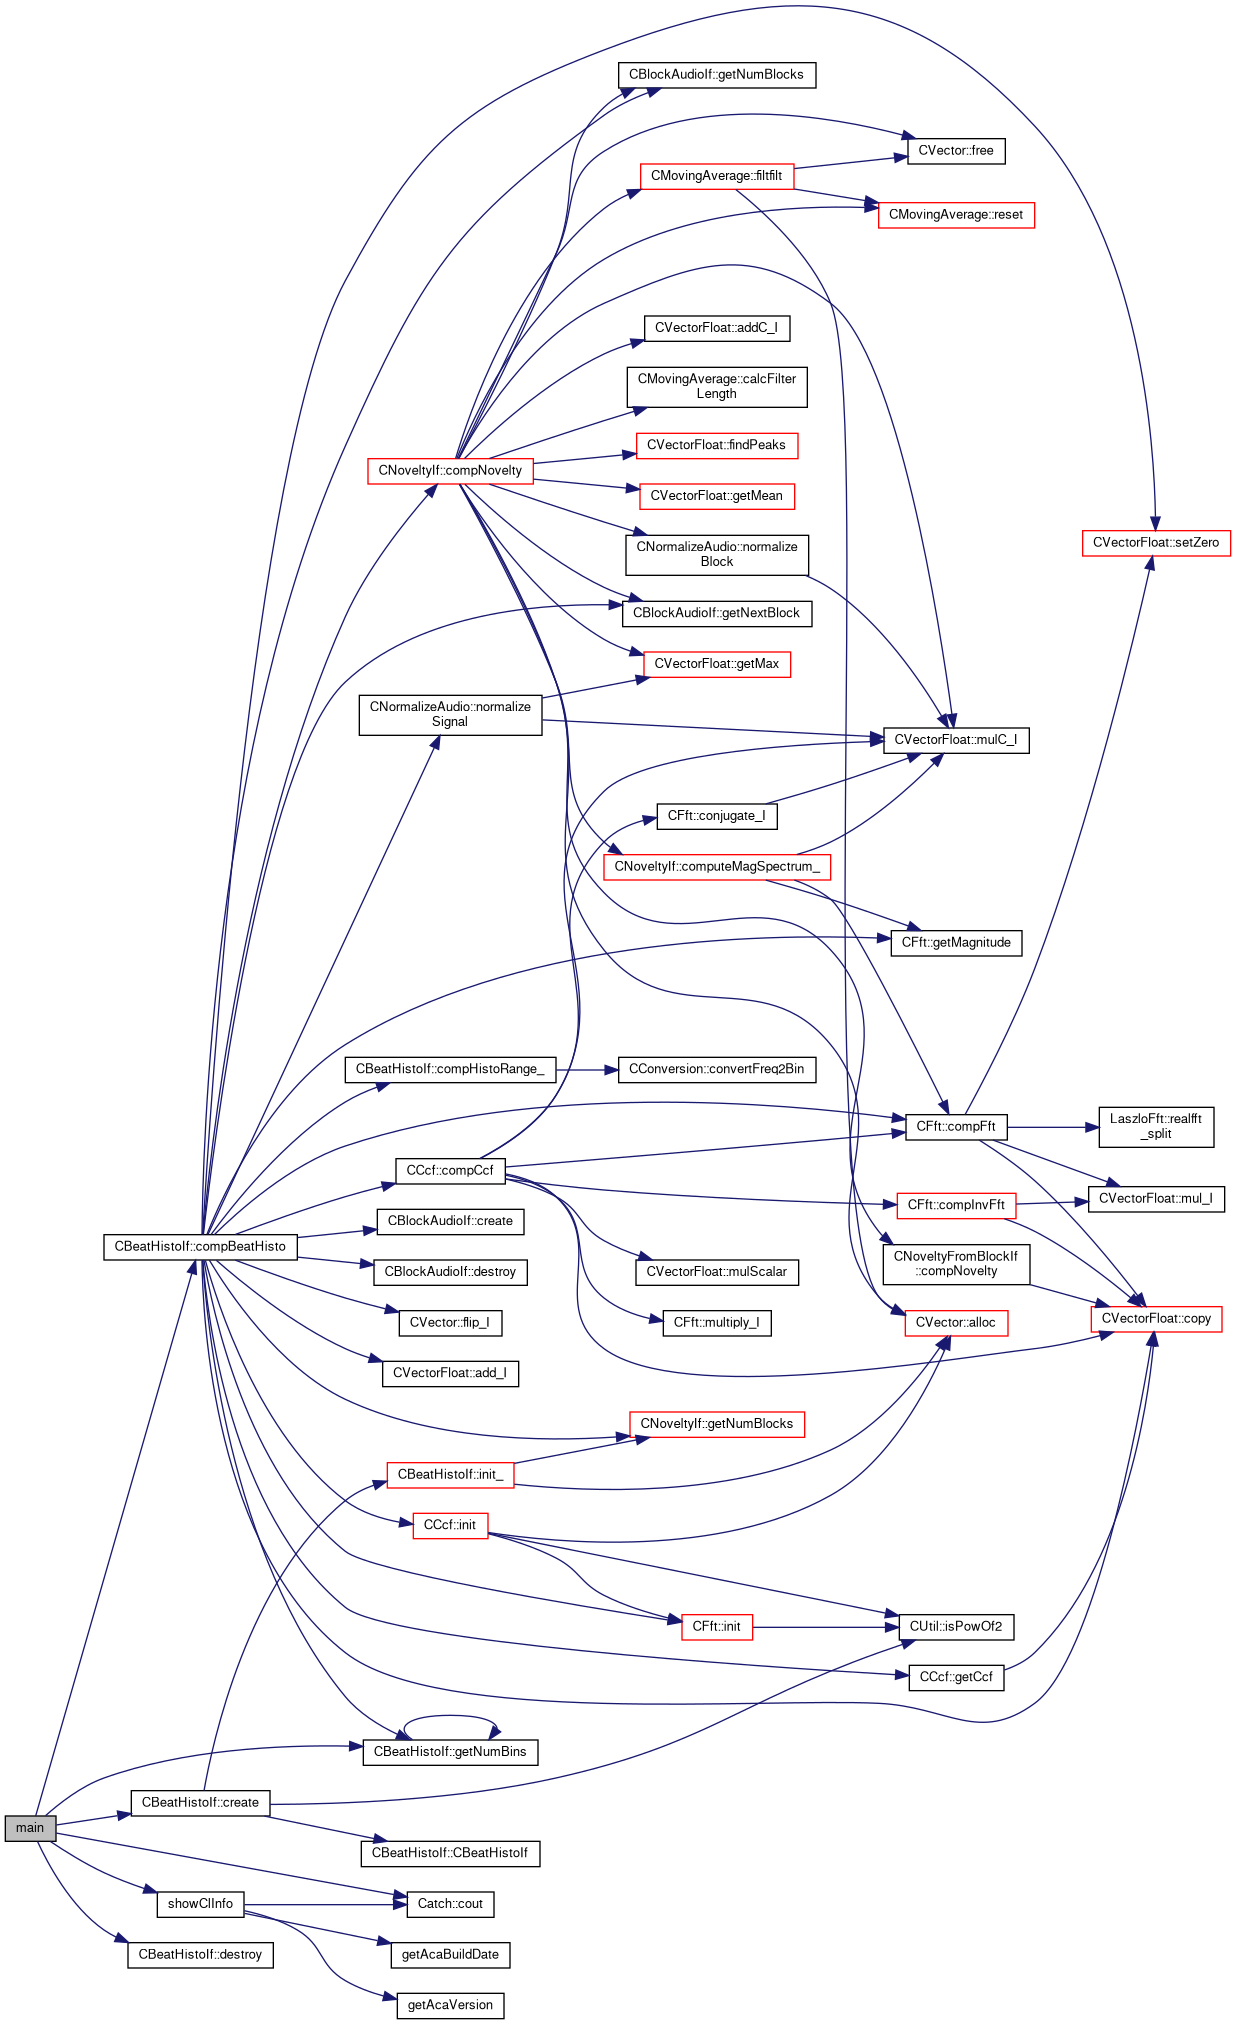 CBlockAudioIf::getNumBlocks
CVector::free
CMovingAverage::filtfilt
CMovingAverage::reset
CVectorFloat::addC_I
CMovingAverage::calcFilter
Length
CVectorFloat::findPeaks
CNoveltyIf::compNovelty
CVectorFloat::getMean
CNormalizeAudio::normalize
Block
CVectorFloat::setZero
CBlockAudioIf::getNextBlock
CVectorFloat::getMax
CNormalizeAudio::normalize
Signal
CVectorFloat::mulC_I
CFft::conjugate_I
CNoveltyIf::computeMagSpectrum_
CFft::getMagnitude
CBeatHistoIf::compHistoRange_
CConversion::convertFreq2Bin
CFft::compFft
LaszloFft::realfft
_split
CCcf::compCcf
CVectorFloat::mul_I
CFft::compInvFft
CBlockAudioIf::create
CBeatHistoIf::compBeatHisto
CNoveltyFromBlockIf
::compNovelty
CBlockAudioIf::destroy
CVectorFloat::mulScalar
CVector::flip_I
CFft::multiply_I
CVector::alloc
CVectorFloat::copy
CVectorFloat::add_I
CNoveltyIf::getNumBlocks
CBeatHistoIf::init_
CCcf::init
CFft::init
CUtil::isPowOf2
CCcf::getCcf
CBeatHistoIf::getNumBins
CBeatHistoIf::create
main
CBeatHistoIf::CBeatHistoIf
showClInfo
Catch::cout
CBeatHistoIf::destroy
getAcaBuildDate
getAcaVersion